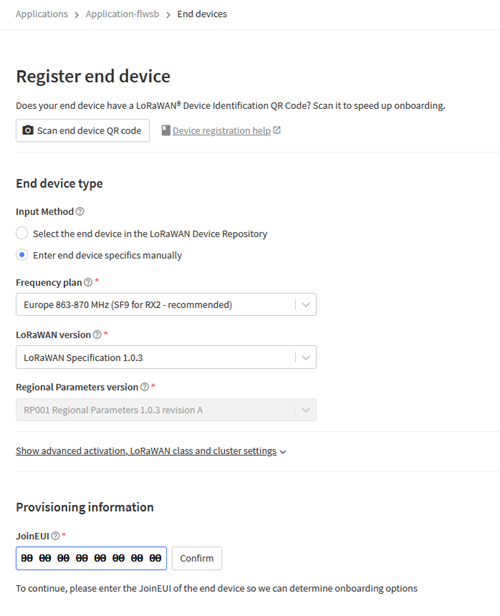 Applications > Application-flwsb > End devices
Register end device
Does your end device have a LoRaWAN® Device Identification QR Code? Scan it to speed up onboarding.
Scan end device QR code Device registration help
End device type
Input Method
Select the end device in the LoRaWAN Device Repository
Enter end device specifics manually
Frequency plan *
Europe 863-870 MHz (SF9 for RX2 - recommended)
LoRaWAN version *
LoRaWAN Specification 1.0.3
Regional Parameters version *
RP001 Regional Parameters 1.0.3 revision A
Show advanced activation, LoRaWAN class and cluster settings
Provisioning information
JoinEUI *
00 00 00 00 00 00 00 00 Confirm
To continue, please enter the JoinEUI of the end device so we can determine onboarding options